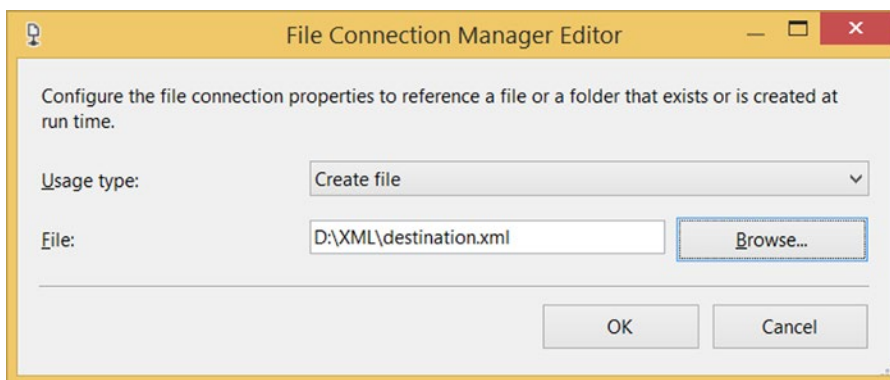 File Connection Manager Editor
Configure the file connection properties to reference a file or a folder that exists or is created at
run time.
Usage type: Create file
File: D:\XML\destination.xml Browse...
OK Cancel